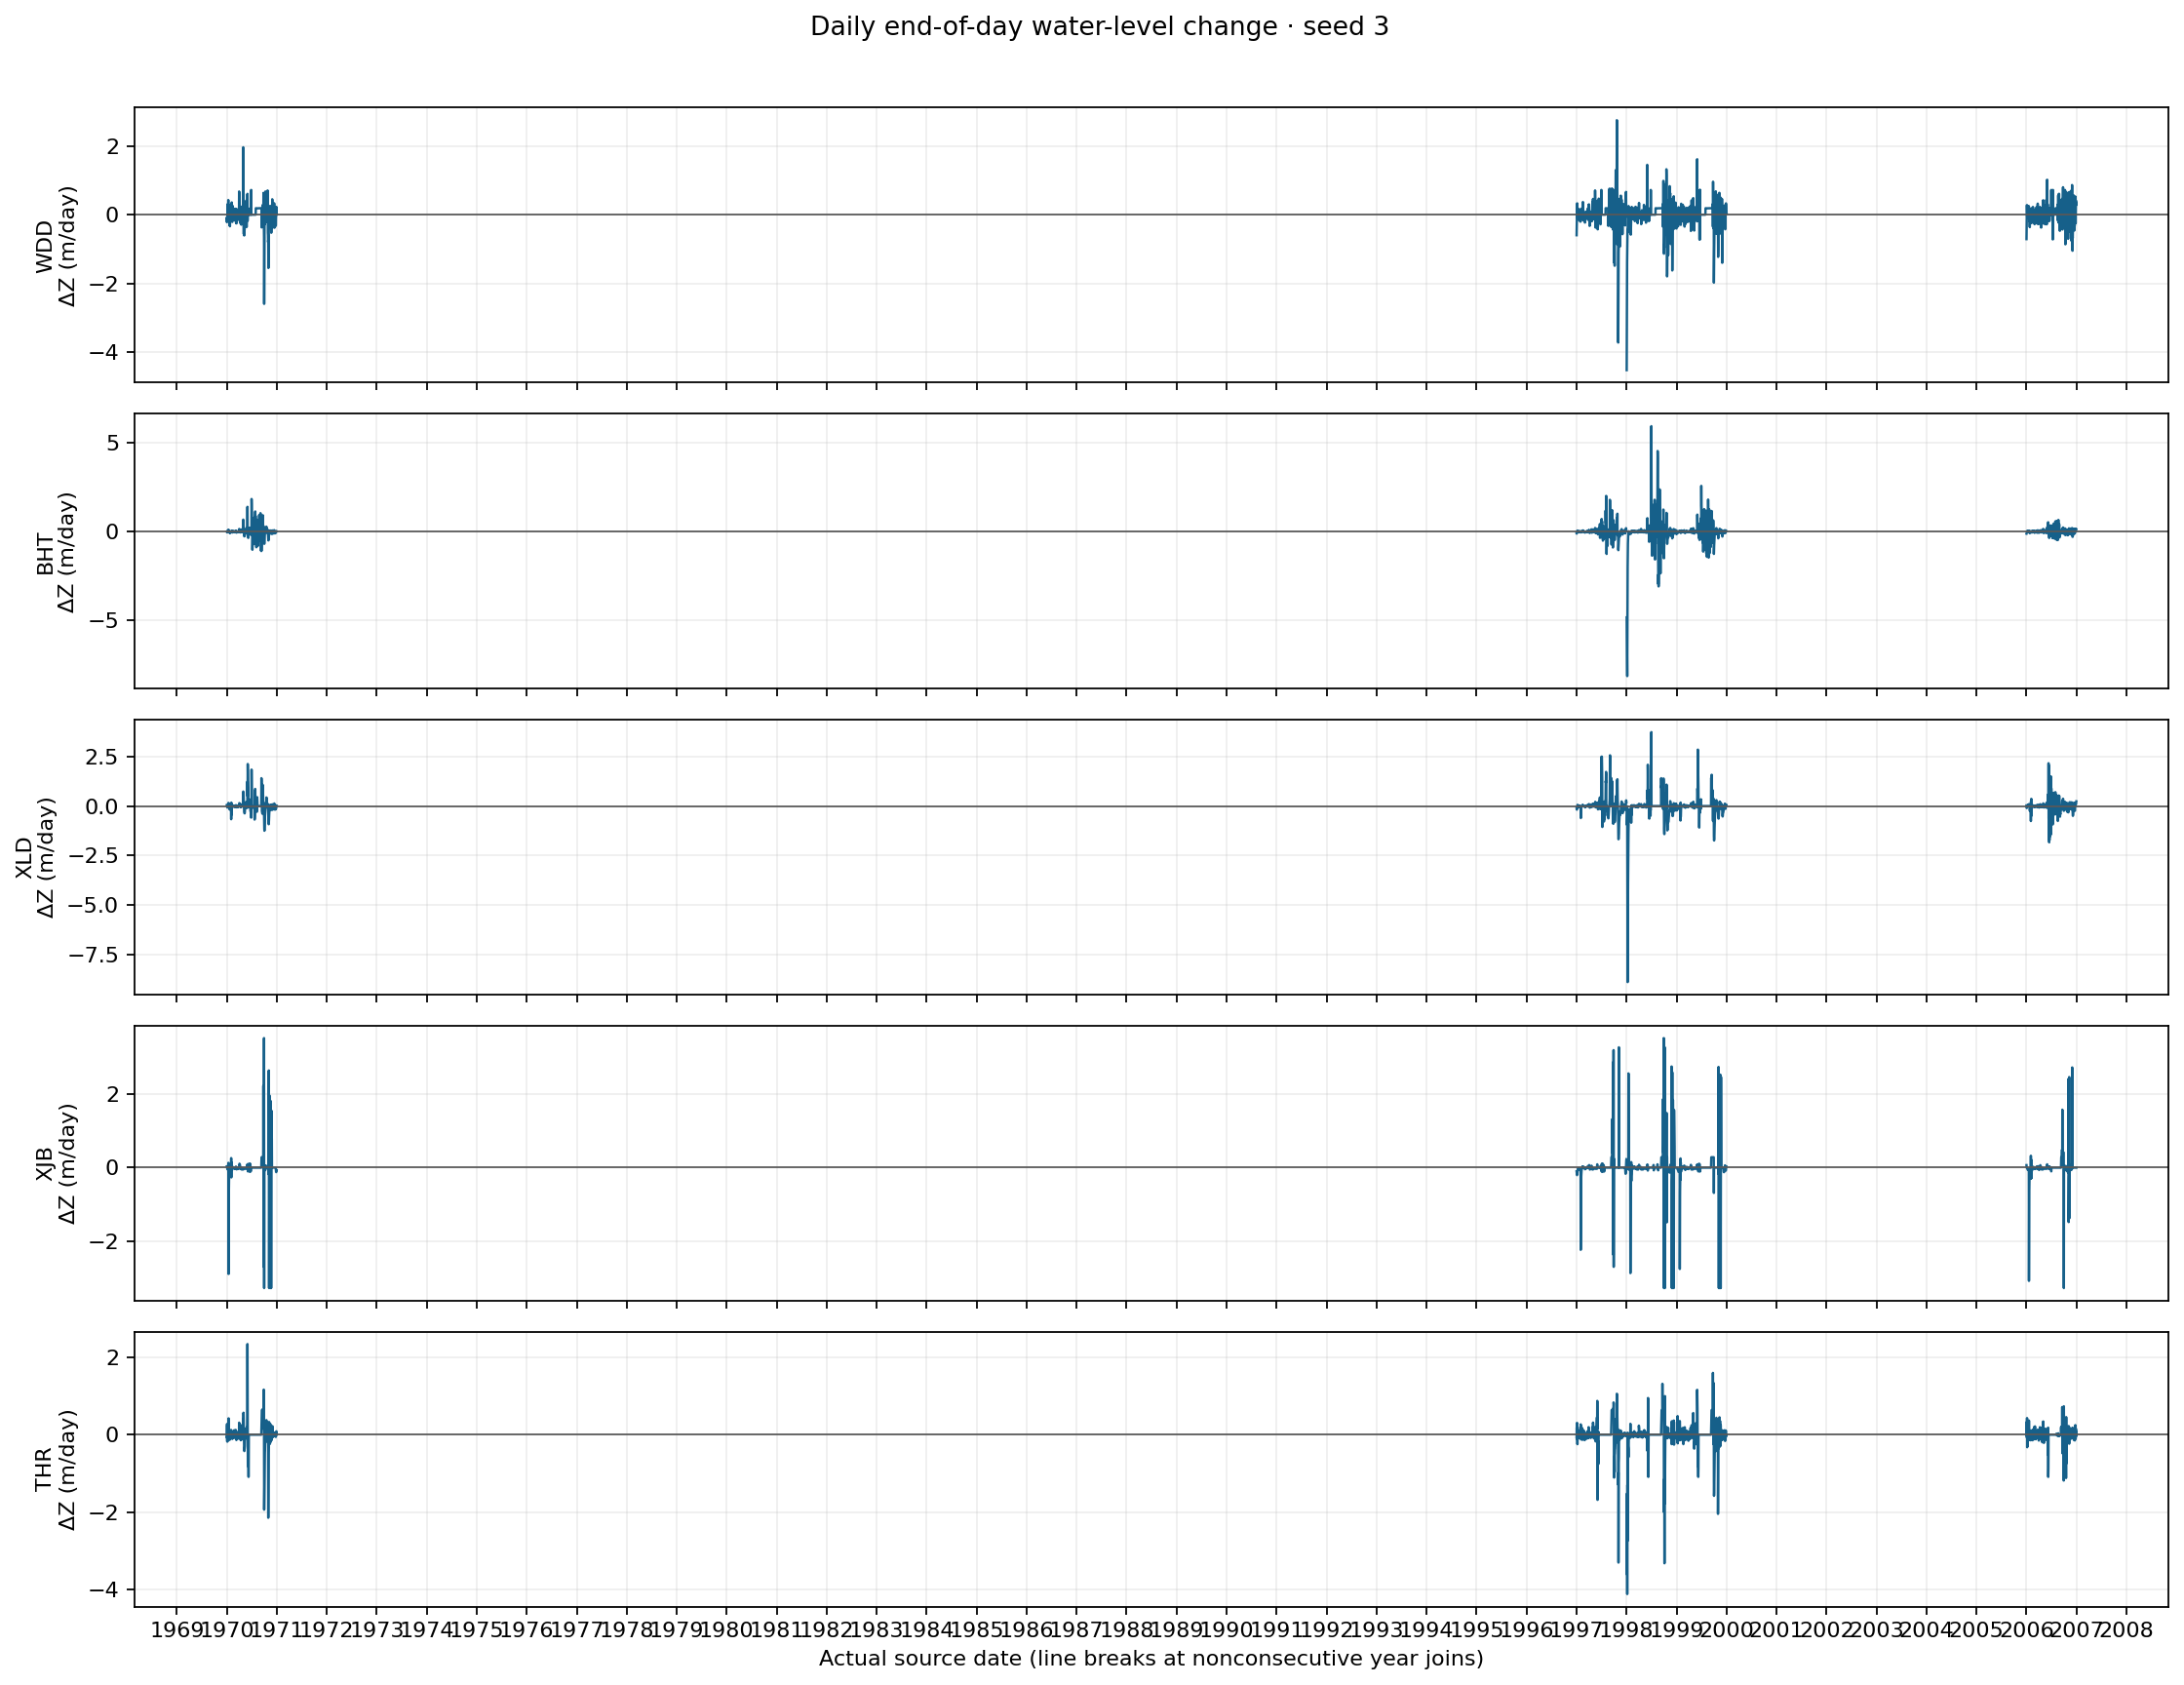 Daily end-of-day water-level change · seed 3
WDD
ΔZ (m/day)
2
0
−2
−4
BHT
ΔZ (m/day)
5
0
−5
XLD
ΔZ (m/day)
2.5
0.0
−2.5
−5.0
−7.5
XJB
ΔZ (m/day)
2
0
−2
THR
ΔZ (m/day)
2
0
−2
−4
1969 1970 1971 1972 1973 1974 1975 1976 1977 1978 1979 1980 1981 1982 1983 1984 1985 1986 1987 1988 1989 1990 1991 1992 1993 1994 1995 1996 1997 1998 1999 2000 2001 2002 2003 2004 2005 2006 2007 2008
Actual source date (line breaks at nonconsecutive year joins)